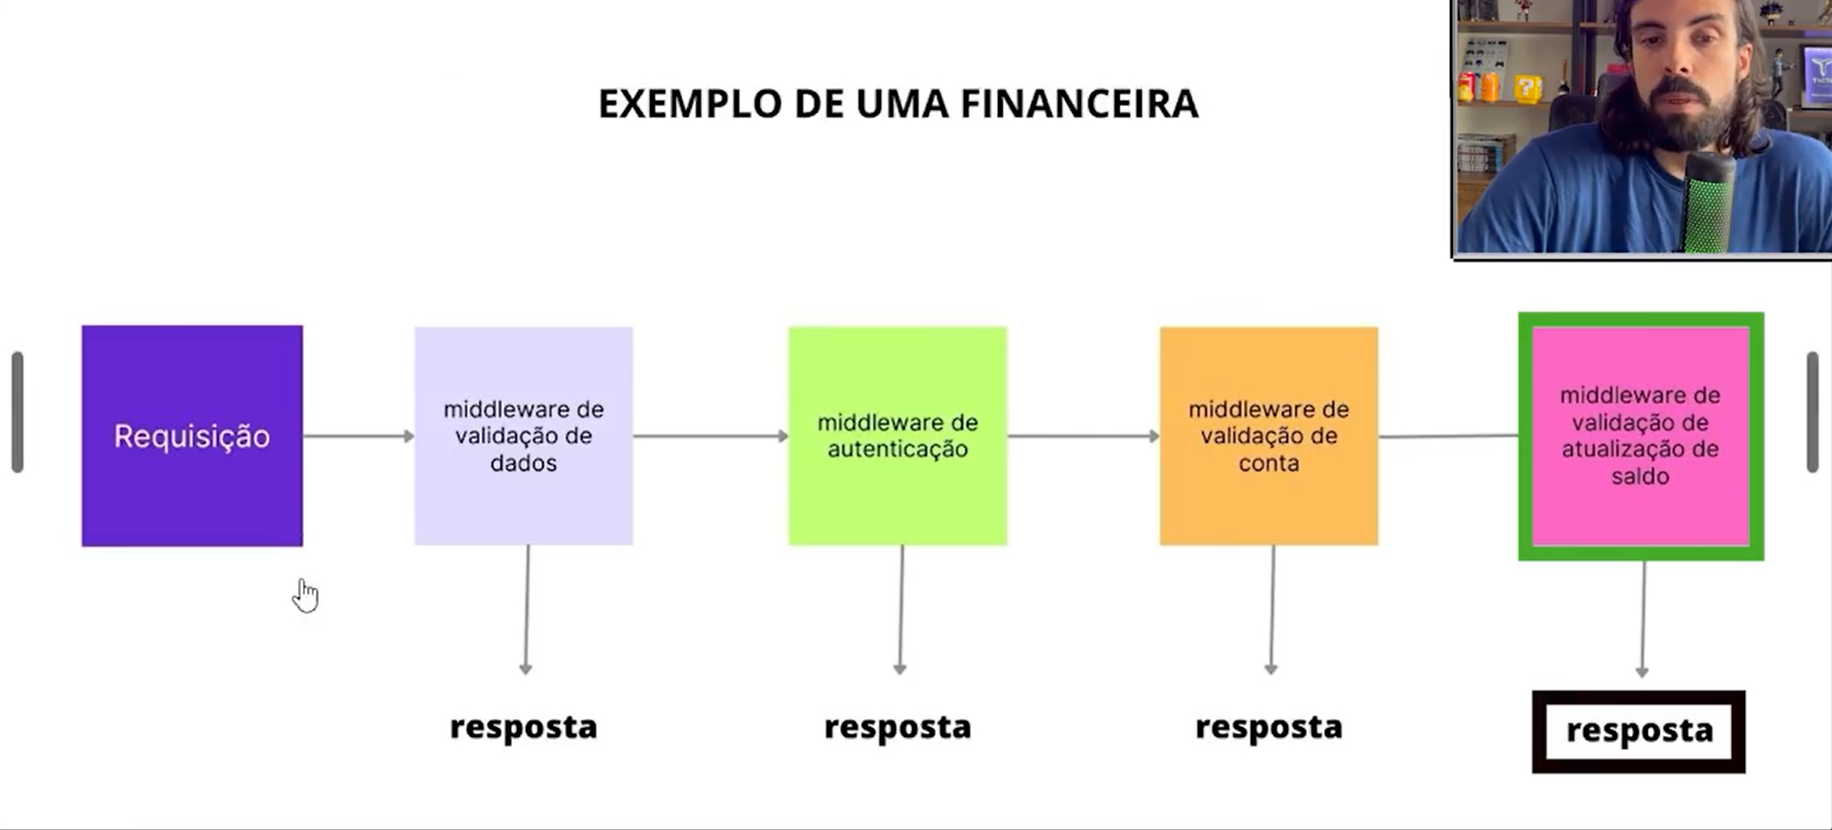 EXEMPLO DE UMA FINANCEIRA
Requisição
middleware de
validação de
dados
middleware de
autenticação
middleware de
validação de
conta
middleware de
validação de
atualização de
saldo
resposta
resposta
resposta
resposta